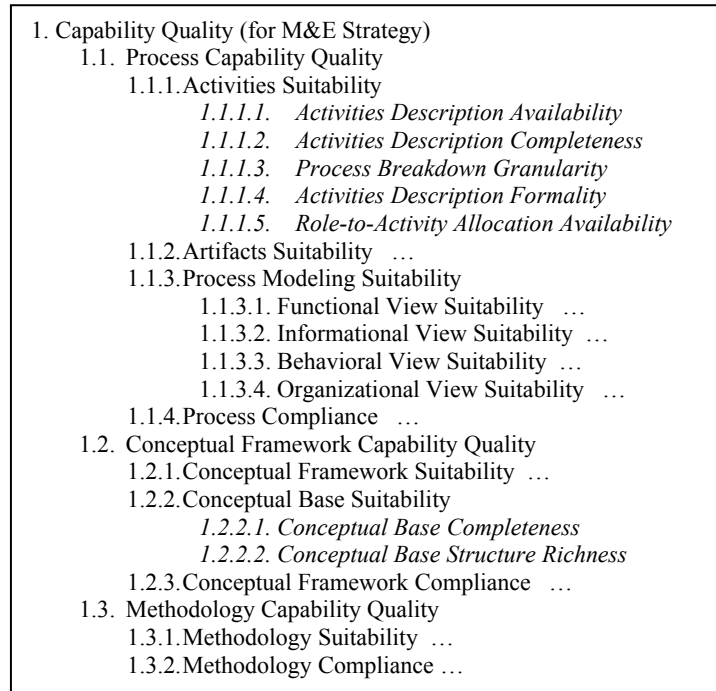 1. Capability Quality (for M&E Strategy)
1.1. Process Capability Quality
1.1.1.Activities Suitability
1.1.1.1. Activities Description Availability
1.1.1.2. Activities Description Completeness
1.1.1.3. Process Breakdown Granularity
1.1.1.4. Activities Description Formality
1.1.1.5. Role-to-Activity Allocation Availability
1.1.2.Artifacts Suitability …
1.1.3.Process Modeling Suitability
1.1.3.1. Functional View Suitability …
1.1.3.2. Informational View Suitability …
1.1.3.3. Behavioral View Suitability …
1.1.3.4. Organizational View Suitability …
1.1.4.Process Compliance …
1.2. Conceptual Framework Capability Quality
1.2.1.Conceptual Framework Suitability …
1.2.2.Conceptual Base Suitability
1.2.2.1. Conceptual Base Completeness
1.2.2.2. Conceptual Base Structure Richness
1.2.3.Conceptual Framework Compliance …
1.3. Methodology Capability Quality
1.3.1.Methodology Suitability …
1.3.2.Methodology Compliance …